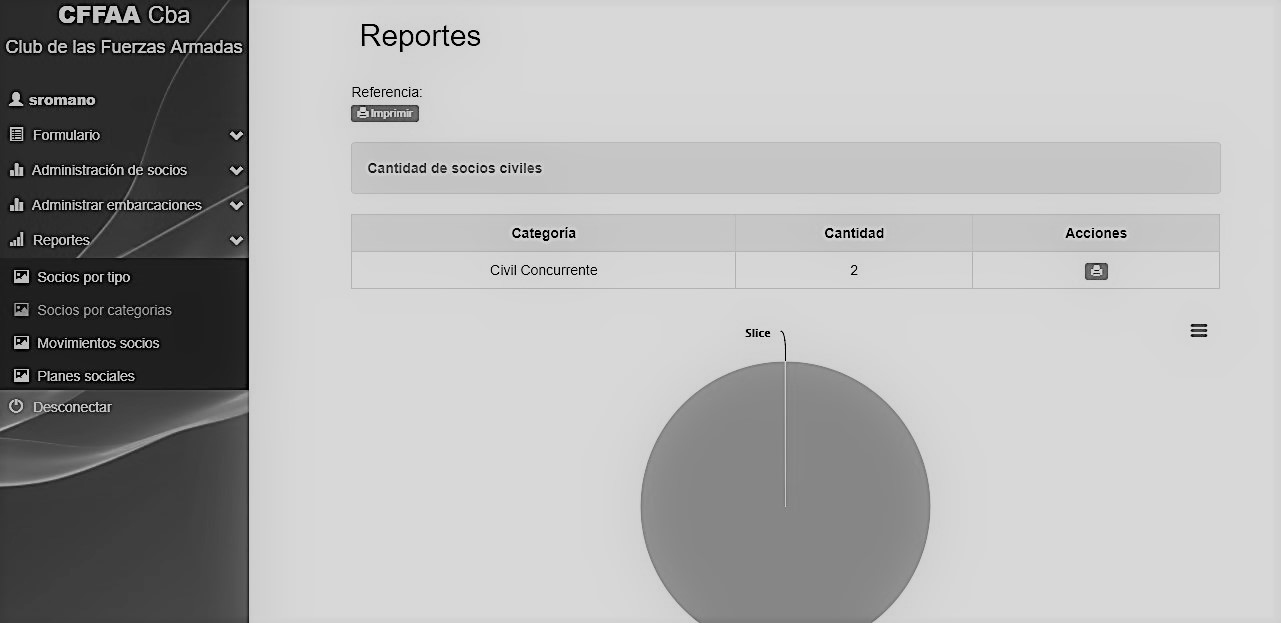 CFFAA Cba
Club de las Fuerzas Armadas
sromano
Formulario
Administración de socios
Administrar embarcaciones
Reportes
Socios por tipo
Socios por categorias
Movimientos socios
Planes sociales
Desconectar
Reportes
Referencia:
Imprimir
Cantidad de socios civiles
Categoría Cantidad Acciones
Civil Concurrente 2
Slice